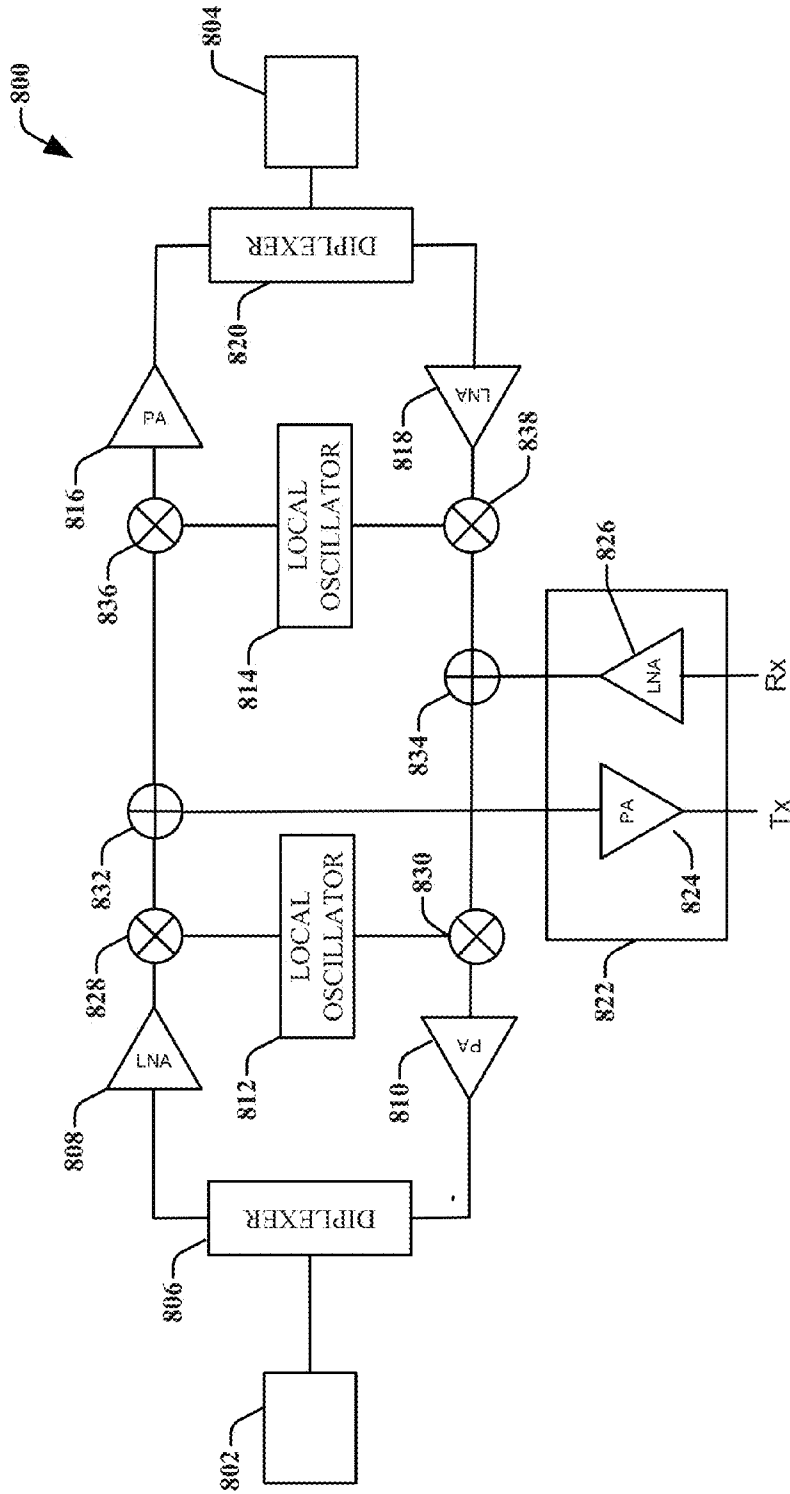 800
804
DIPLEXER
820
PA
816
LNA
818
838
836
LOCAL
OSCILLATOR
814
826
LNA
Rx
834
832
PA
824
Tx
830
828
LOCAL
OSCILLATOR
812
822
LNA
808
PA
810
DIPLEXER
806
802